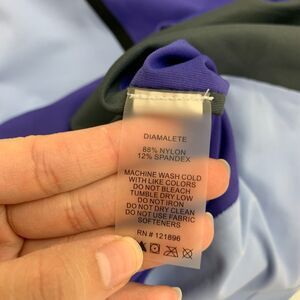 DIAMALETE
88% NYLON
12% SPANDEX
MACHINE WASH COLD
WITH LIKE COLORS
DO NOT BLEACH
TUMBLE DRY LOW
DO NOT IRON
DO NOT DRY CLEAN
DO NOT USE FABRIC
SOFTENERS
RN# 121896